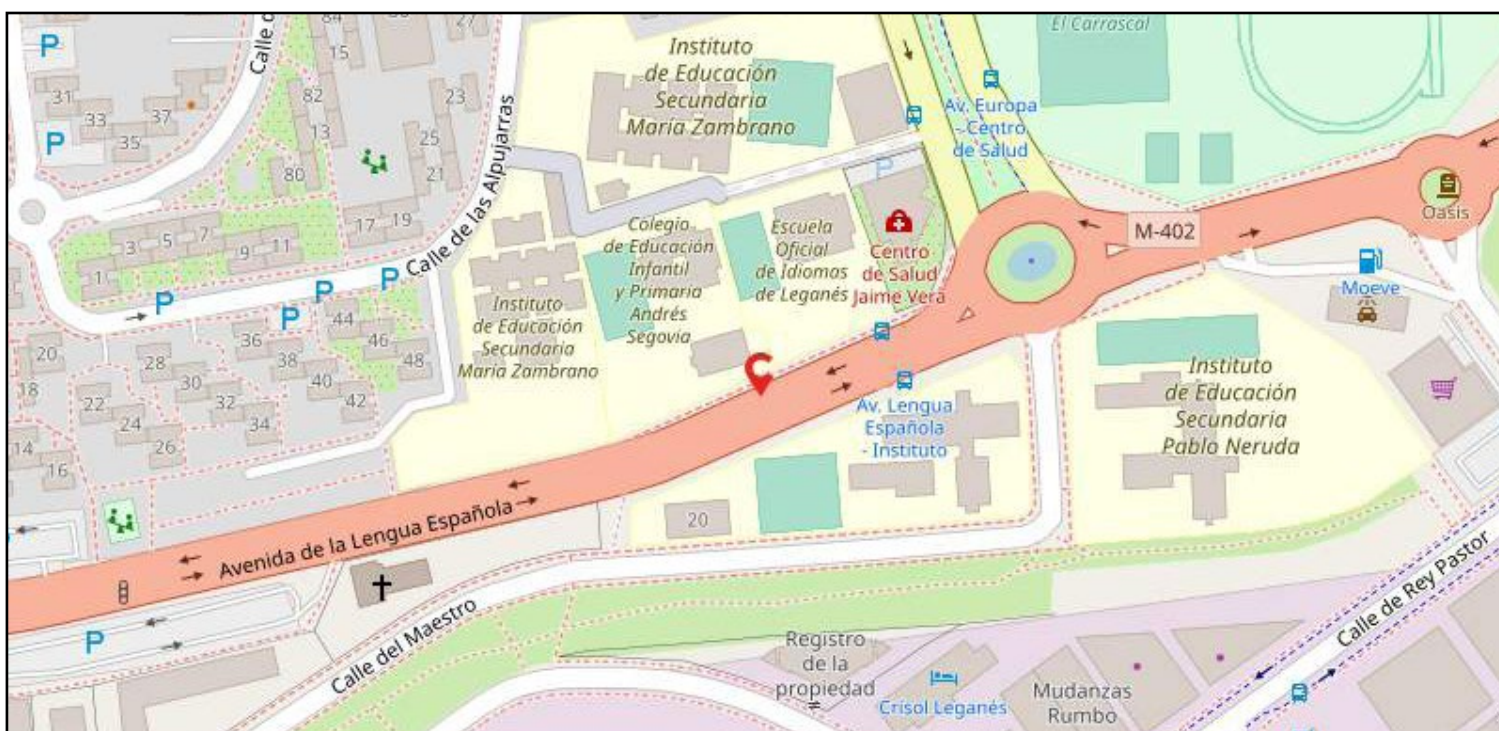 Instituto
de Educación
Secundaria
María Zambrano
El Carrascal
Av. Europa
- Centro
de Salud
M-402
Oasis
Moeve
Calle de las Alpujarras
Colegio
de Educación
Infantil
y Primaria
Andrés
Segovia
Escuela
Oficial
de Idiomas
de Leganés
Centro
de Salud
Jaime Vera
Instituto
de Educación
Secundaria
María Zambrano
Av. Lengua
Española
- Instituto
Instituto
de Educación
Secundaria
Pablo Neruda
Avenida de la Lengua Española
Calle del Maestro
Calle de Rey Pastor
Registro
de la
propiedad
Crisol Leganés
Mudanzas
Rumbo
P
P
P
P
P
P
P
P
84
15
27
31
33
35
37
82
13
80
23
25
21
17
19
1
3
5
7
9
11
20
18
28
30
22
24
26
36
38
32
34
44
46
48
40
42
14
16
20